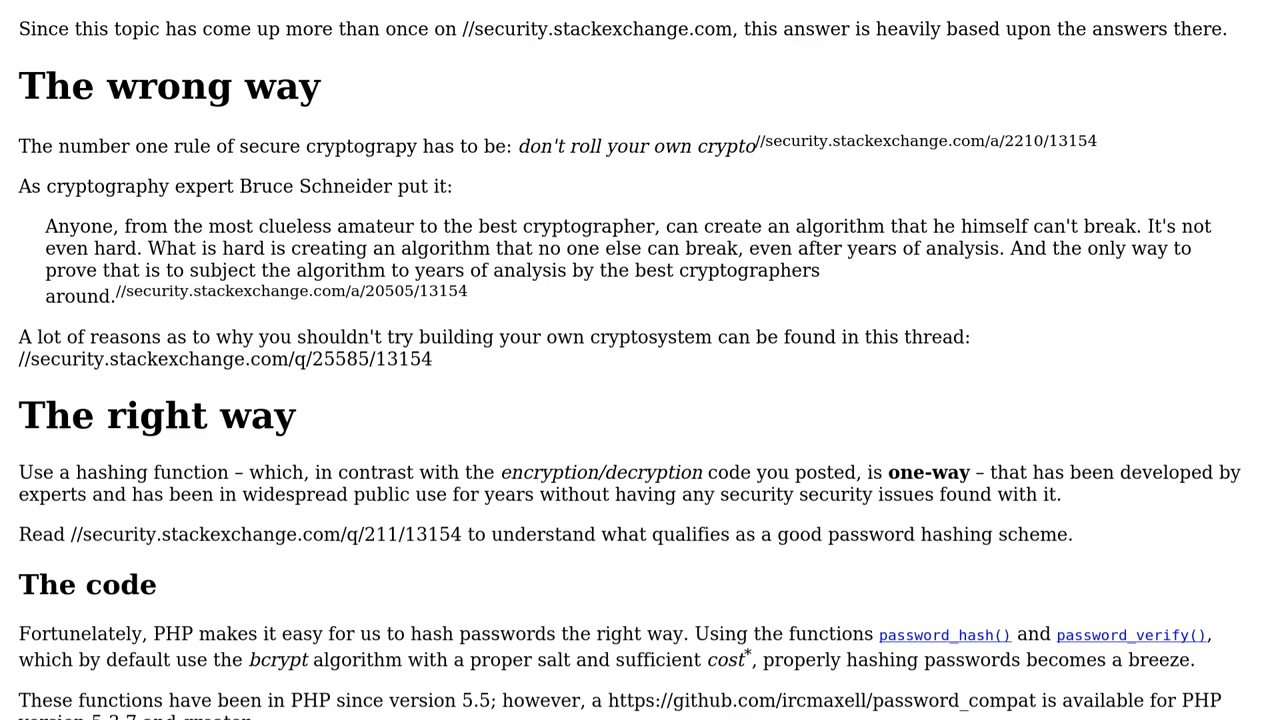 Since this topic has come up more than once on //security.stackexchange.com, this answer is heavily based upon the answers there.
The wrong way
The number one rule of secure cryptograpy has to be: don't roll your own crypto//security.stackexchange.com/a/2210/13154
As cryptography expert Bruce Schneider put it:
Anyone, from the most clueless amateur to the best cryptographer, can create an algorithm that he himself can't break. It's not
even hard. What is hard is creating an algorithm that no one else can break, even after years of analysis. And the only way to
prove that is to subject the algorithm to years of analysis by the best cryptographers
around.//security.stackexchange.com/a/20505/13154
A lot of reasons as to why you shouldn't try building your own cryptosystem can be found in this thread:
//security.stackexchange.com/q/25585/13154
The right way
Use a hashing function – which, in contrast with the encryption/decryption code you posted, is one-way – that has been developed by
experts and has been in widespread public use for years without having any security security issues found with it.
Read //security.stackexchange.com/q/211/13154 to understand what qualifies as a good password hashing scheme.
The code
Fortunelately, PHP makes it easy for us to hash passwords the right way. Using the functions password_hash() and password_verify(),
which by default use the bcrypt algorithm with a proper salt and sufficient cost*, properly hashing passwords becomes a breeze.
These functions have been in PHP since version 5.5; however, a https://github.com/ircmaxell/password_compat is available for PHP
version 5.3.7 and greater.